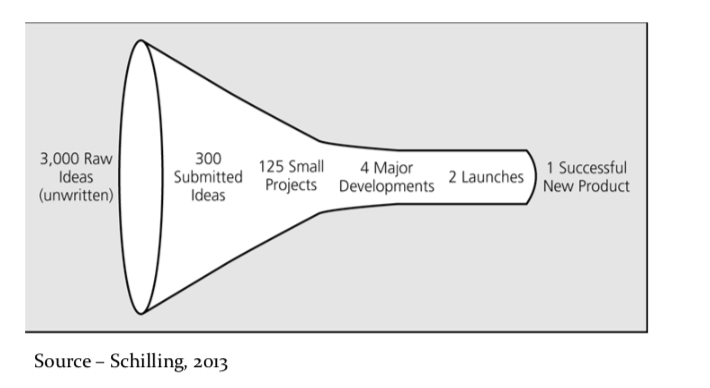 3,000 Raw
Ideas
(unwritten)
300
Submitted
Ideas
125 Small
Projects
4 Major
Developments
2 Launches
1 Successful
New Product
Source – Schilling, 2013